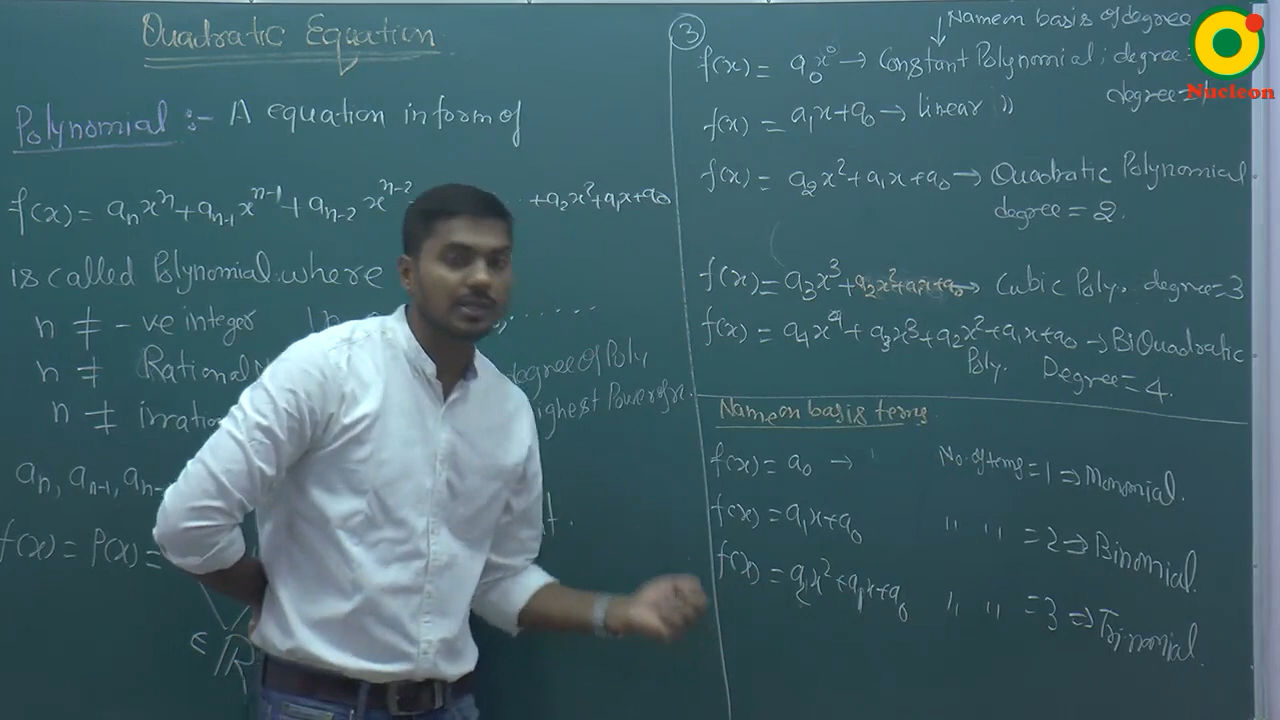 Quadratic Equation
Polynomial :- A equation in form of
f(x) = aₙxⁿ + aₙ₋₁xⁿ⁻¹ + aₙ₋₂xⁿ⁻² ... + a₂x² + a₁x + a₀
is called Polynomial. where
n ≠ -ve integer
n ≠ Rational
n ≠ irratio
degree of Poly
highest Power of x.
aₙ, aₙ₋₁, aₙ₋
f(x) = P(x) =
∈ R
3
Name on basis of degree
f(x) = a₀x⁰ → Constant Polynomial; degree =
f(x) = a₁x + a₀ → linear " degree =
f(x) = a₂x² + a₁x + a₀ → Quadratic Polynomial
degree = 2.
f(x) = a₃x³ + a₂x² + a₁x + a₀ → Cubic Poly. degree = 3
f(x) = a₄x⁴ + a₃x³ + a₂x² + a₁x + a₀ → BiQuadratic
Poly. Degree = 4.
Name on basis terms.
f(x) = a₀ → No. of terms = 1 ⇒ Monomial.
f(x) = a₁x + a₀ " " = 2 ⇒ Binomial.
f(x) = a₂x² + a₁x + a₀ " " = 3 ⇒ Trinomial.
Nucleon